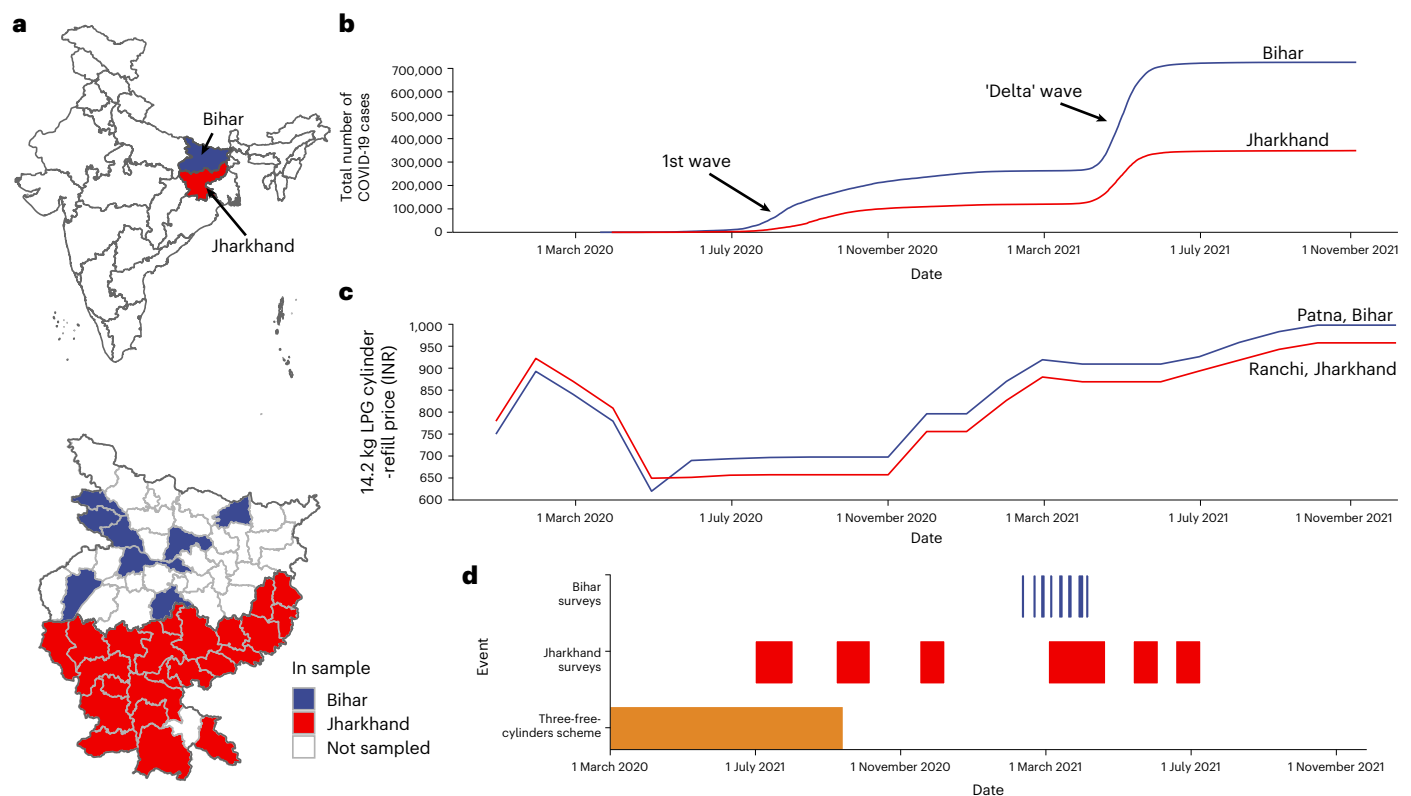 a
Bihar
Jharkhand
In sample
Bihar
Jharkhand
Not sampled
b
Total number of
COVID-19 cases
700,000
600,000
500,000
400,000
300,000
200,000
100,000
0
1st wave
'Delta' wave
Bihar
Jharkhand
1 March 2020
1 July 2020
1 November 2020
1 March 2021
1 July 2021
1 November 2021
Date
c
14.2 kg LPG cylinder
-refill price (INR)
1,000
950
900
850
800
750
700
650
600
Patna, Bihar
Ranchi, Jharkhand
1 March 2020
1 July 2020
1 November 2020
1 March 2021
1 July 2021
1 November 2021
Date
d
Event
Bihar
surveys
Jharkhand
surveys
Three-free-
cylinders scheme
1 March 2020
1 July 2020
1 November 2020
1 March 2021
1 July 2021
1 November 2021
Date